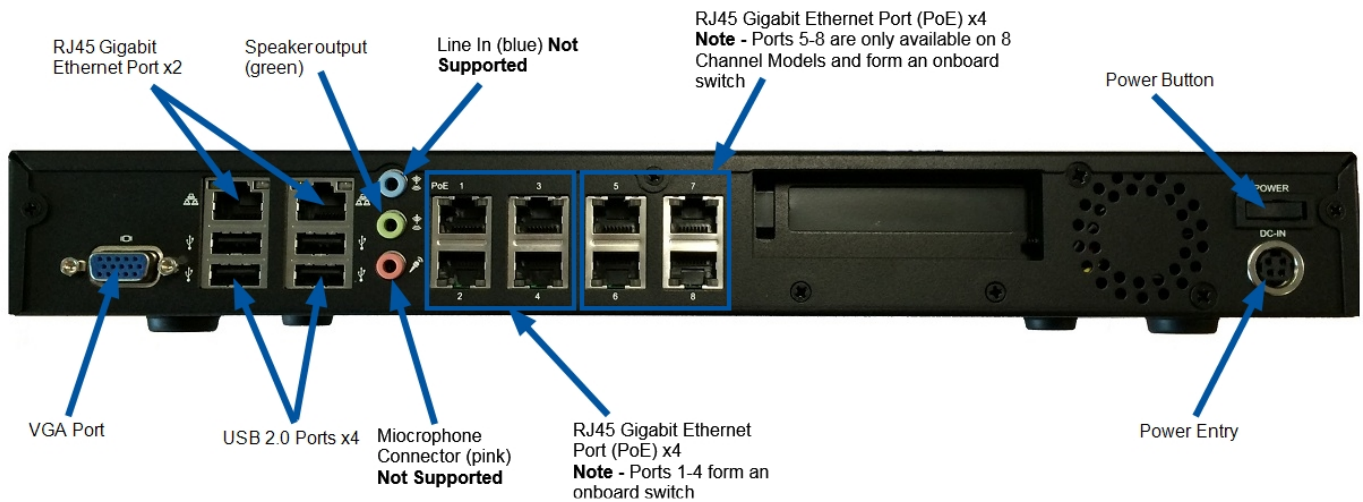 RJ45 Gigabit
Ethernet Port x2
Speaker output
(green)
Line In (blue) Not
Supported
RJ45 Gigabit Ethernet Port (PoE) x4
Note - Ports 5-8 are only available on 8
Channel Models and form an onboard
switch
Power Button
PoE 1
3
5
7
POWER
DC-IN
2
4
6
8
VGA Port
USB 2.0 Ports x4
Miocrophone
Connector (pink)
Not Supported
RJ45 Gigabit Ethernet
Port (PoE) x4
Note - Ports 1-4 form an
onboard switch
Power Entry